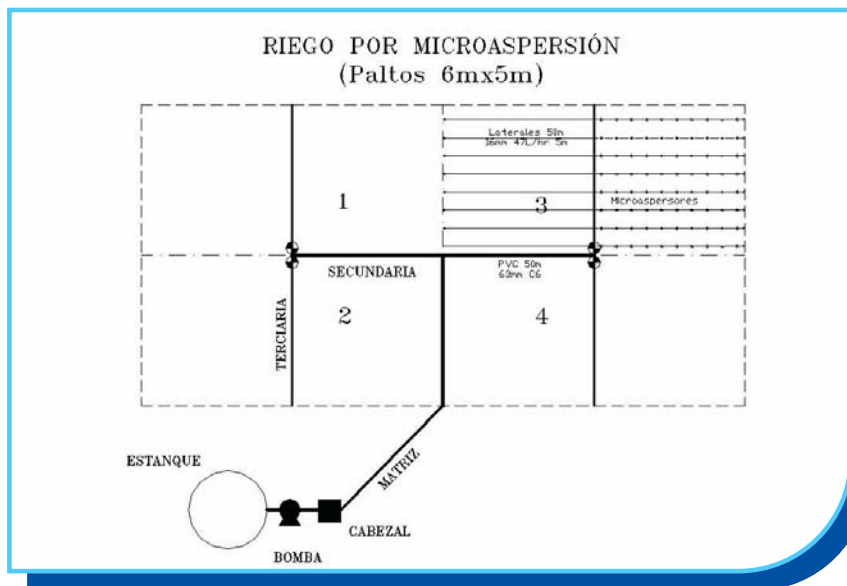 RIEGO POR MICROASPERSIÓN
(Paltos 6mx5m)
Laterales 50m
16mm 47L/hr 5m
1
3
Microaspersores
SECUNDARIA
PVC 50m
63mm C6
TERCIARIA
2
4
ESTANQUE
MATRIZ
CABEZAL
BOMBA